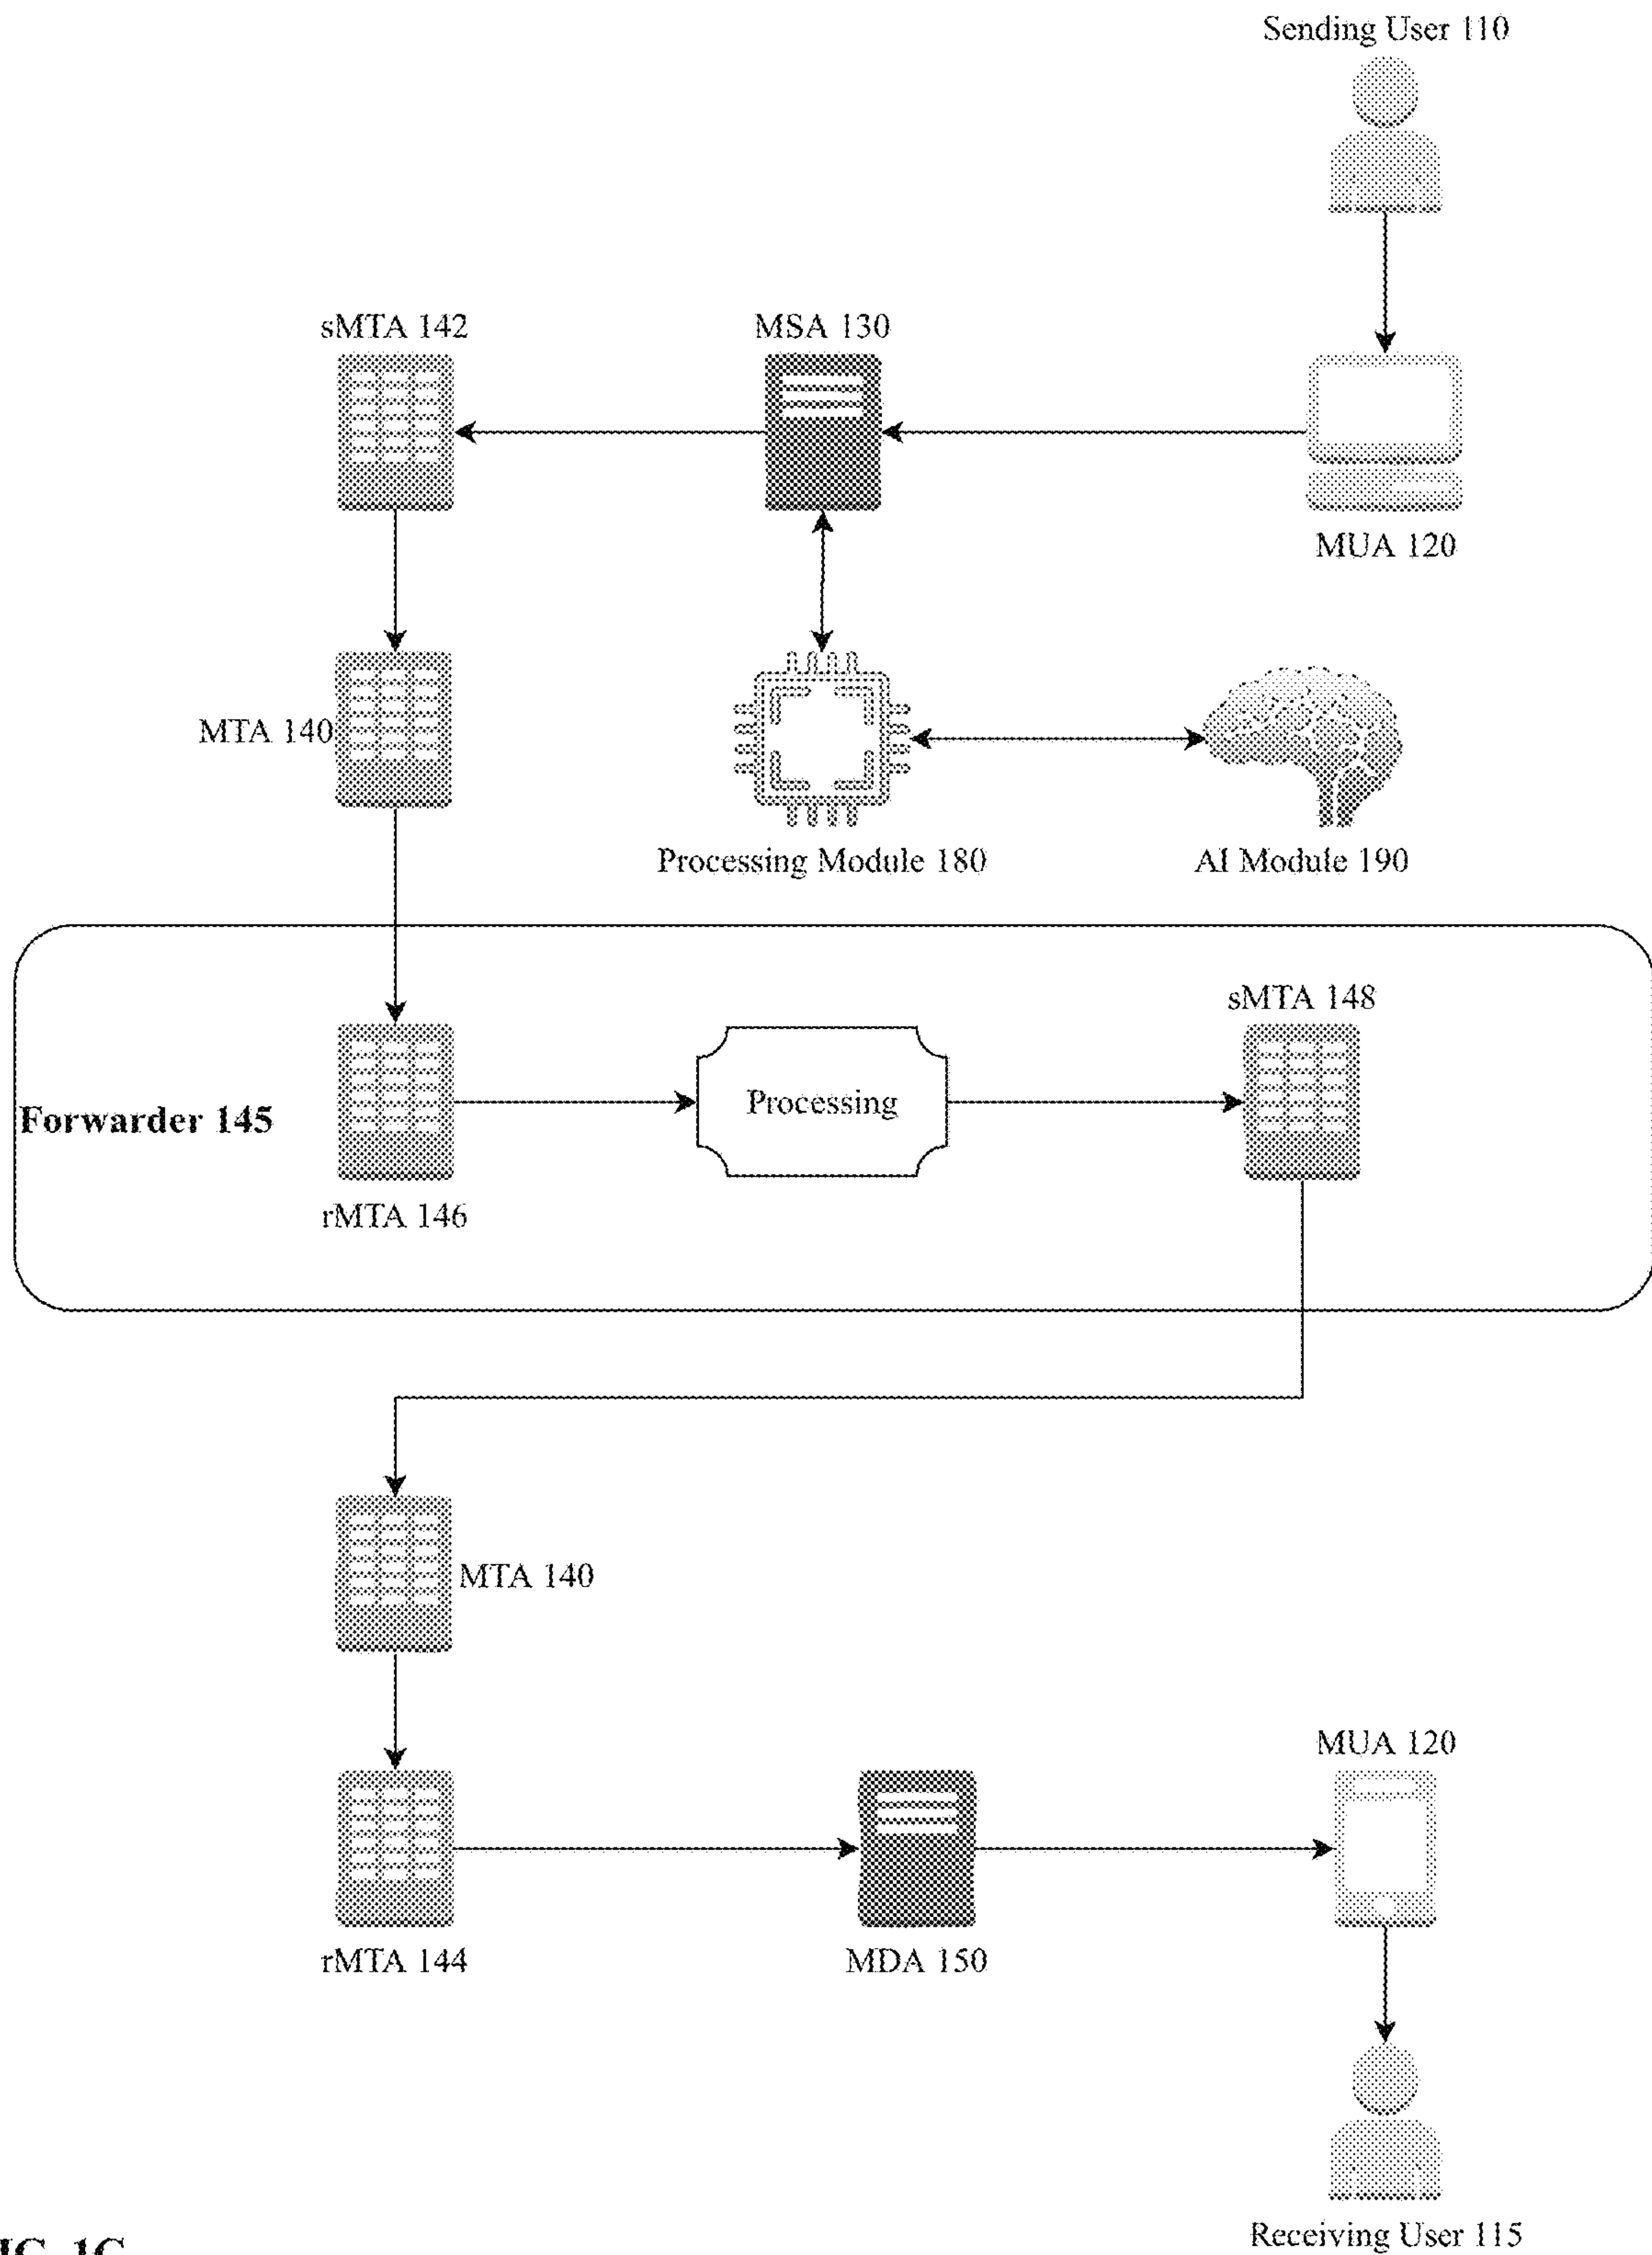 Sending User 110
sMTA 142
MSA 130
MUA 120
MTA 140
Processing Module 180
AI Module 190
sMTA 148
Processing
Forwarder 145
rMTA 146
MTA 140
MUA 120
rMTA 144
MDA 150
Receiving User 115